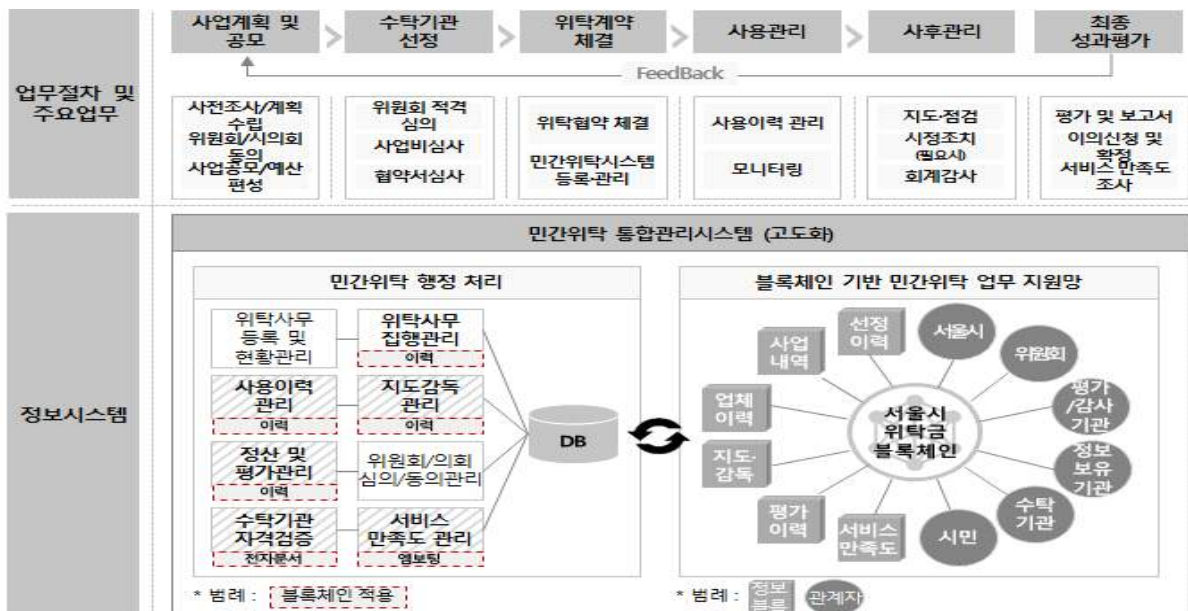 사업계획 및
공모
수탁기관
선정
위탁계약
체결
사용관리
사후관리
최종
성과평가
FeedBack
업무절차 및
주요업무
사전조사/계획
수립
위원회/시의회
동의
사업공모/예산
편성
위원회 적격
심의
사업비심사
협약서심사
위탁협약 체결
민간위탁시스템
등록·관리
사용이력 관리
모니터링
지도·점검
시정조치
(필요시)
회계감사
평가 및 보고서
이의신청 및
확정
서비스 만족도
조사
정보시스템
민간위탁 통합관리시스템 (고도화)
민간위탁 행정 처리
위탁사무
등록 및
현황관리
위탁사무
집행관리
이력
사용이력
관리
이력
지도감독
관리
이력
정산 및
평가관리
이력
위원회/의회
심의/동의관리
수탁기관
자격검증
전자문서
서비스
만족도 관리
엠보팅
DB
* 범례 : 블록체인 적용
블록체인 기반 민간위탁 업무 지원망
사업
내역
선정
이력
서울시
위원회
업체
이력
평가
/감사
기관
서울시
위탁금
블록체인
지도·
감독
정보
보유
기관
평가
이력
서비스
만족도
시민
수탁
기관
* 범례 : 정보
블록
관계자